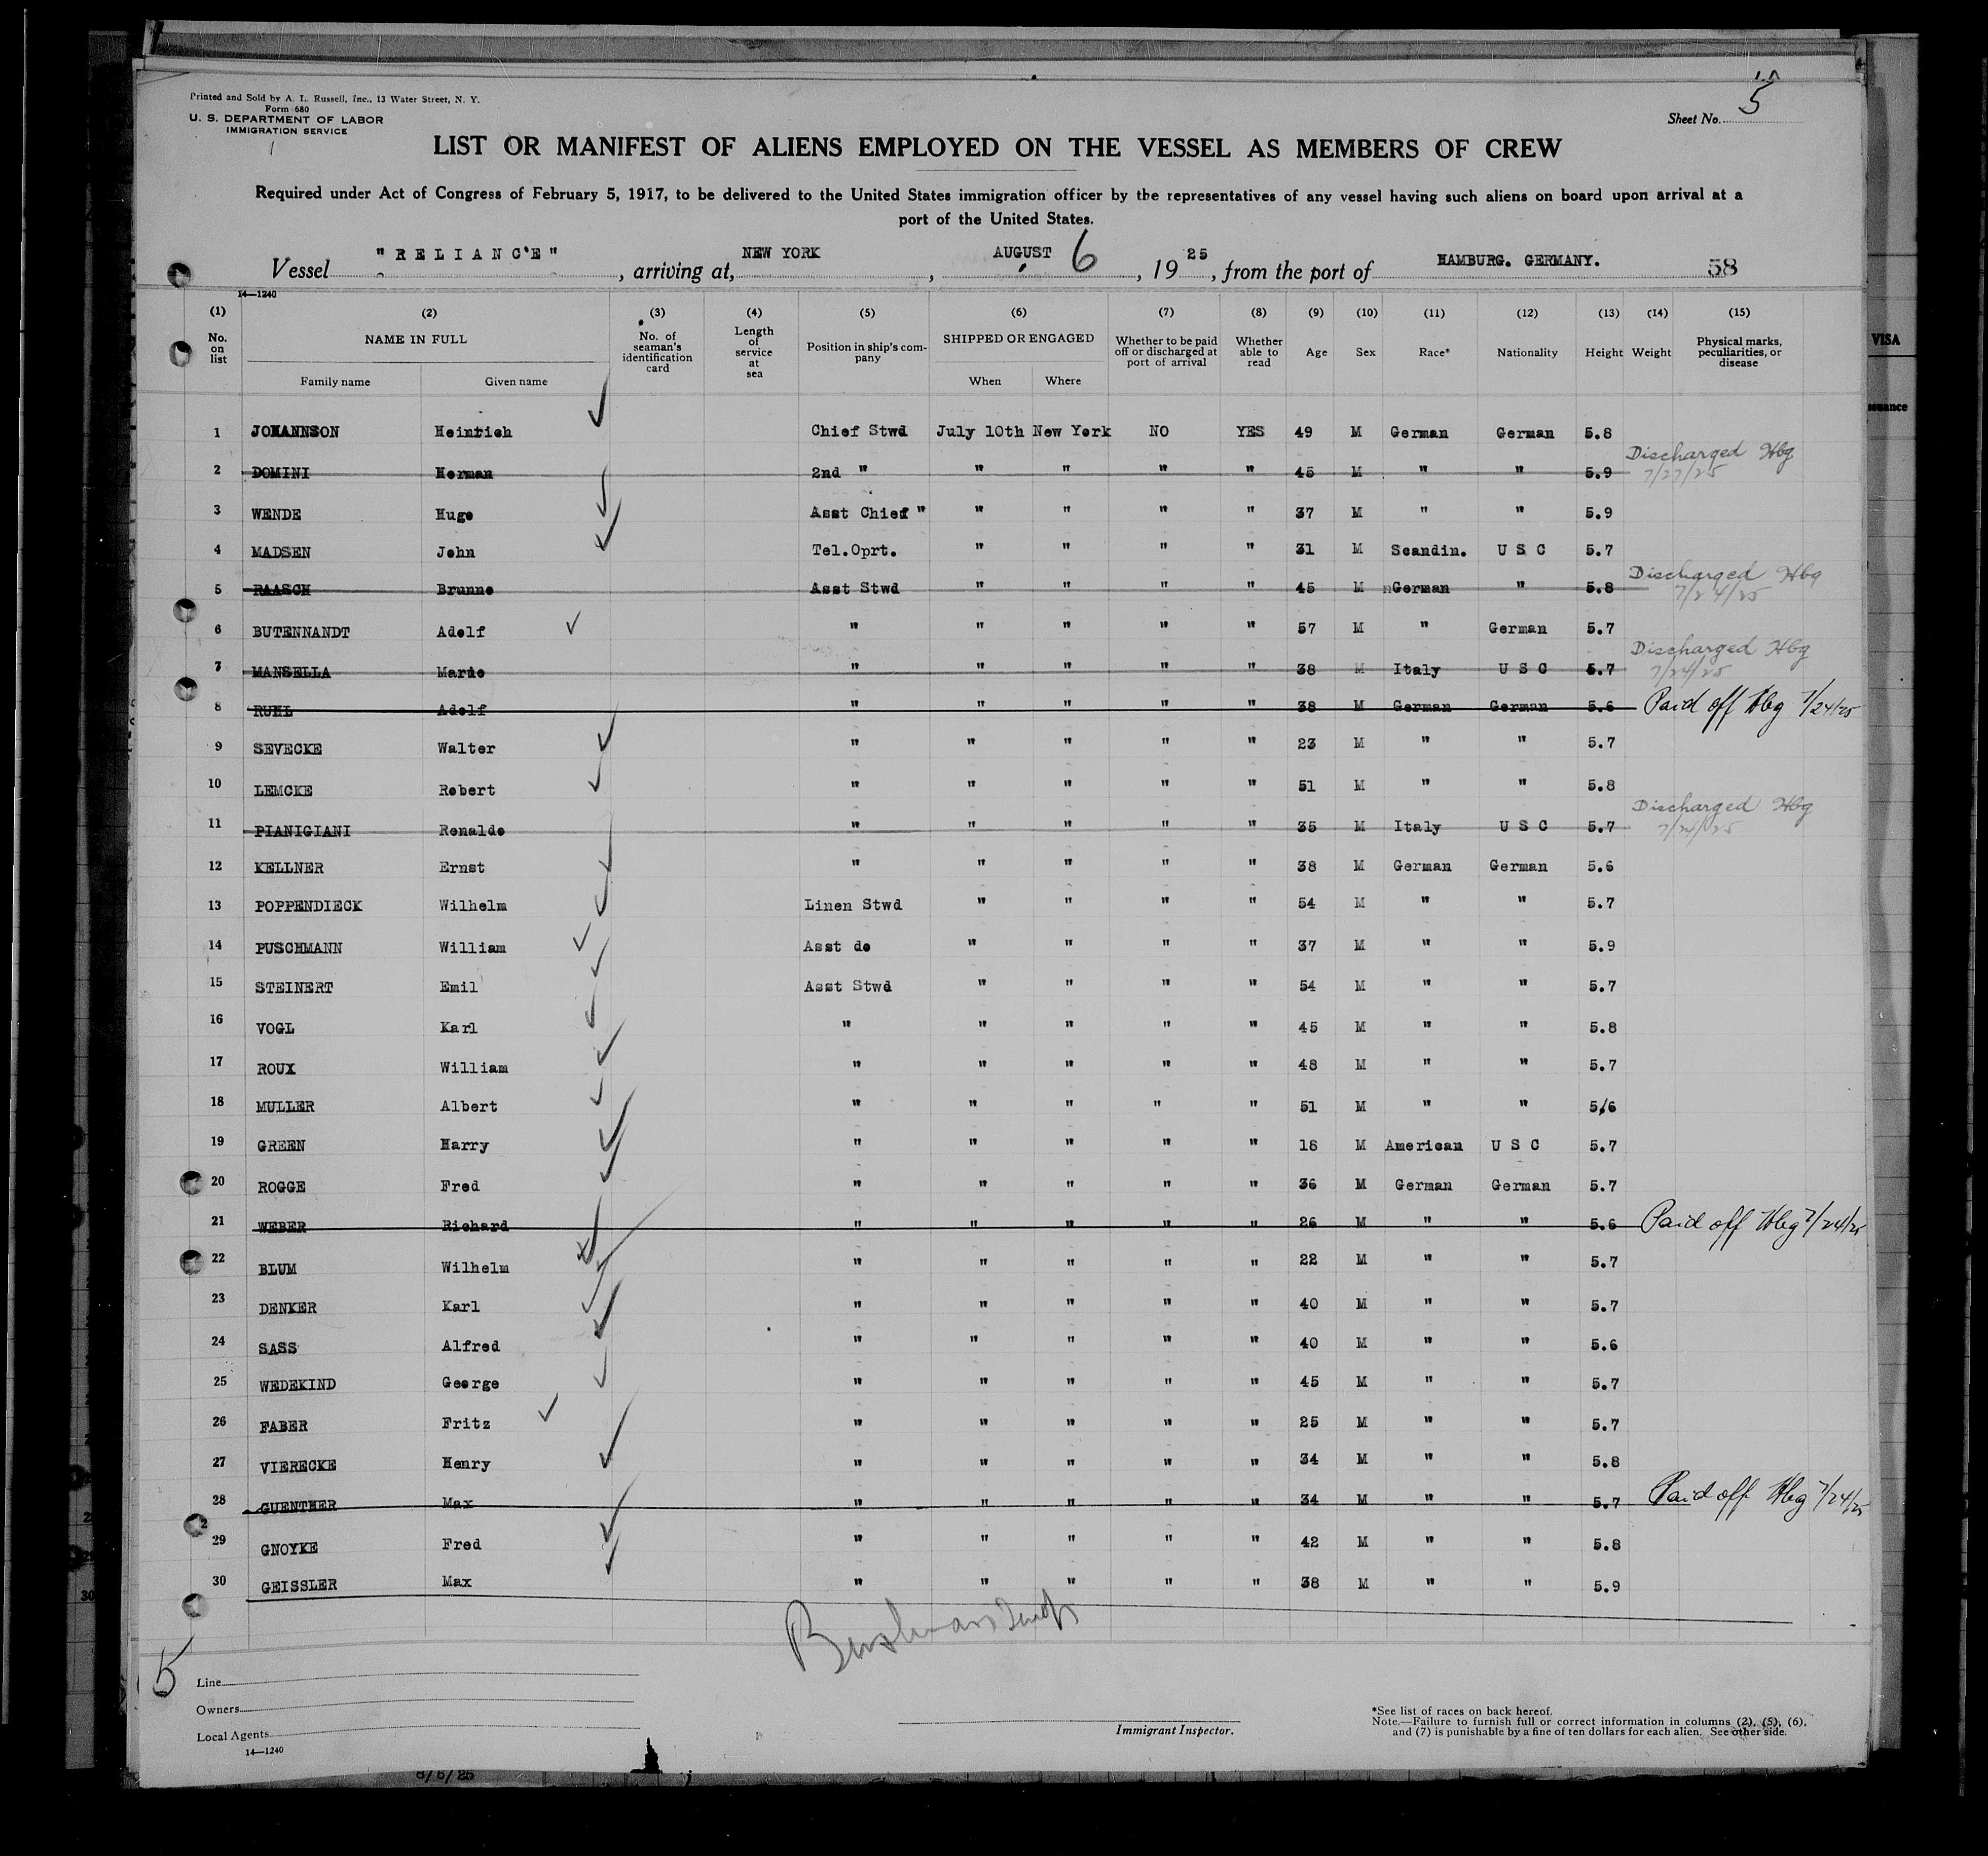 Printed and Sold by A. L. Russell, Inc., 13 Water Street, N. Y.
Form 680
U. S. DEPARTMENT OF LABOR
IMMIGRATION SERVICE
Sheet No. 5
LIST OR MANIFEST OF ALIENS EMPLOYED ON THE VESSEL AS MEMBERS OF CREW
Required under Act of Congress of February 5, 1917, to be delivered to the United States immigration officer by the representatives of any vessel having such aliens on board upon arrival at a
port of the United States.
Vessel "RELIANC'E", arriving at, NEW YORK, AUGUST 6, 1925, from the port of HAMBURG. GERMANY. 58
14—1240
(1) (2) (3) (4) (5) (6) (7) (8) (9) (10) (11) (12) (13) (14) (15)
No. on list NAME IN FULL No. of seaman's identification card Length of service at sea Position in ship's company SHIPPED OR ENGAGED Whether to be paid off or discharged at port of arrival Whether able to read Age Sex Race* Nationality Height Weight Physical marks, peculiarities, or disease
Family name Given name When Where
1 JOHANNSON Heinrich Chief Stwd July 10th New York NO YES 49 M German German 5.8
2 DOMINI Herman 2nd " " " " " 45 M " " 5.9 Discharged Hbg 7/27/25
3 WENDE Hugo Asst Chief " " " " " 37 M " " 5.9
4 MADSEN John Tel.Oprt. " " " " 31 M Scandin. U S C 5.7
5 RAASCH Brunno Asst Stwd " " " " 45 M German " 5.8 Discharged Hbg 7/24/25
6 BUTENNANDT Adolf " " " " " 57 M " German 5.7
7 MANSELLA Mario " " " " " 38 M Italy U S C 5.7 Discharged Hbg 7/24/25
8 RUHL Adolf " " " " " 38 M German German 5.6 Paid off Hbg 7/24/25
9 SEVECKE Walter " " " " " 23 M " " 5.7
10 LEMCKE Robert " " " " " 51 M " " 5.8
11 PIANIGIANI Renaldo " " " " " 35 M Italy U S C 5.7 Discharged Hbg 7/24/25
12 KELLNER Ernst " " " " " 38 M German German 5.6
13 POPPENDIECK Wilhelm Linen Stwd " " " " 54 M " " 5.7
14 PUSCHMANN William Asst do " " " " 37 M " " 5.9
15 STEINERT Emil Asst Stwd " " " " 54 M " " 5.7
16 VOGL Karl " " " " " 45 M " " 5.8
17 ROUX William " " " " " 48 M " " 5.7
18 MULLER Albert " " " " " 51 M " " 5/6
19 GREEN Harry " " " " " 18 M American U S C 5.7
20 ROGGE Fred " " " " " 36 M German German 5.7
21 WEBER Richard " " " " " 26 M " " 5.6 Paid off Hbg 7/24/25
22 BLUM Wilhelm " " " " " 22 M " " 5.7
23 DENKER Karl " " " " " 40 M " " 5.7
24 SASS Alfred " " " " " 40 M " " 5.6
25 WEDEKIND George " " " " " 45 M " " 5.7
26 FABER Fritz " " " " " 25 M " " 5.7
27 VIERECKE Henry " " " " " 34 M " " 5.8
28 GUENTHER Max " " " " " 34 M " " 5.7 Paid off Hbg 7/24/25
29 GNOYKE Fred " " " " " 42 M " " 5.8
30 GEISSLER Max " " " " " 38 M " " 5.9
5
Line
Owners
Local Agents
14—1240
Immigrant Inspector.
*See list of races on back hereof.
Note.—Failure to furnish full or correct information in columns (2), (5), (6),
and (7) is punishable by a fine of ten dollars for each alien. See other side.
8/6/25
VISA
30